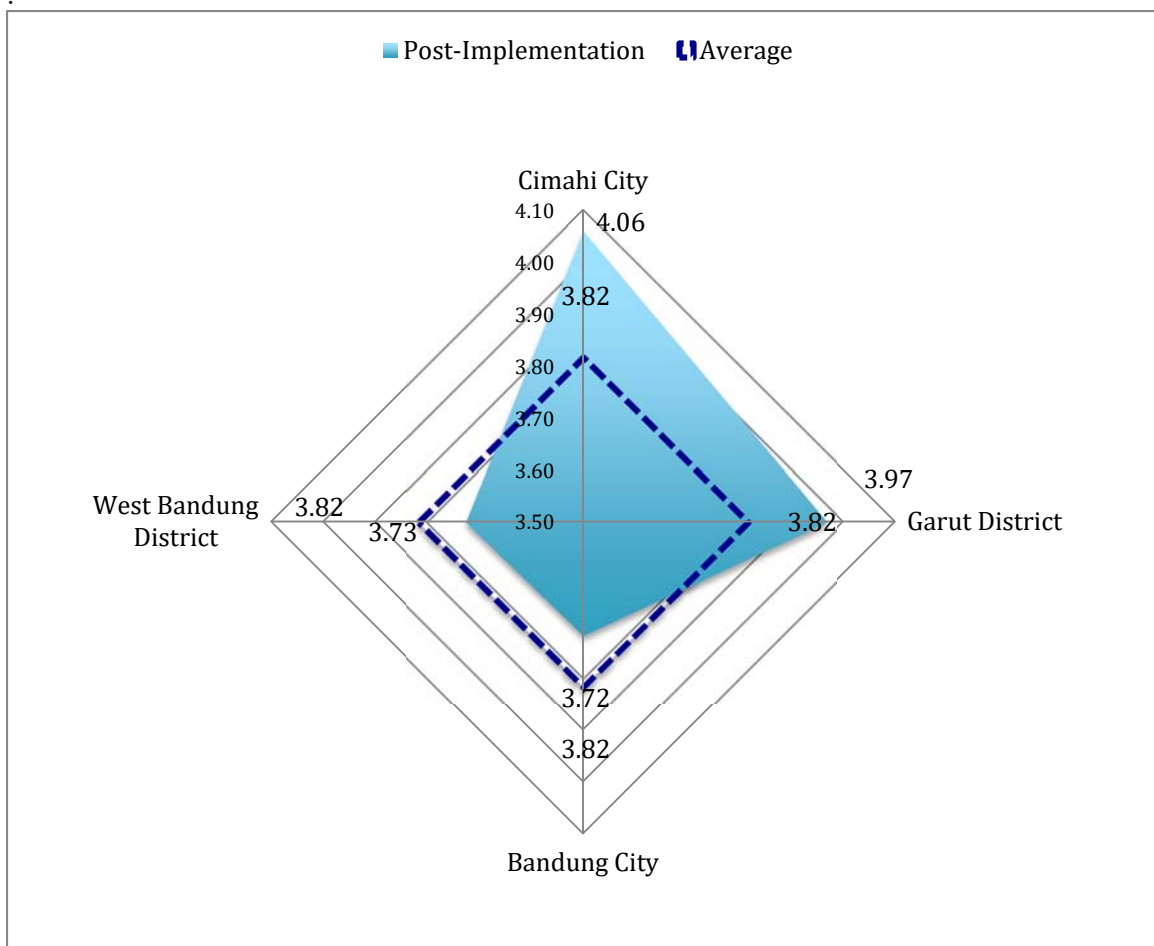 .
Post-Implementation Average
Cimahi City
4.10
4.06
4.00
3.82
3.90
3.80
3.70
3.60
3.97
West Bandung
District
3.82
3.73
3.50
3.82
Garut District
3.72
3.82
Bandung City